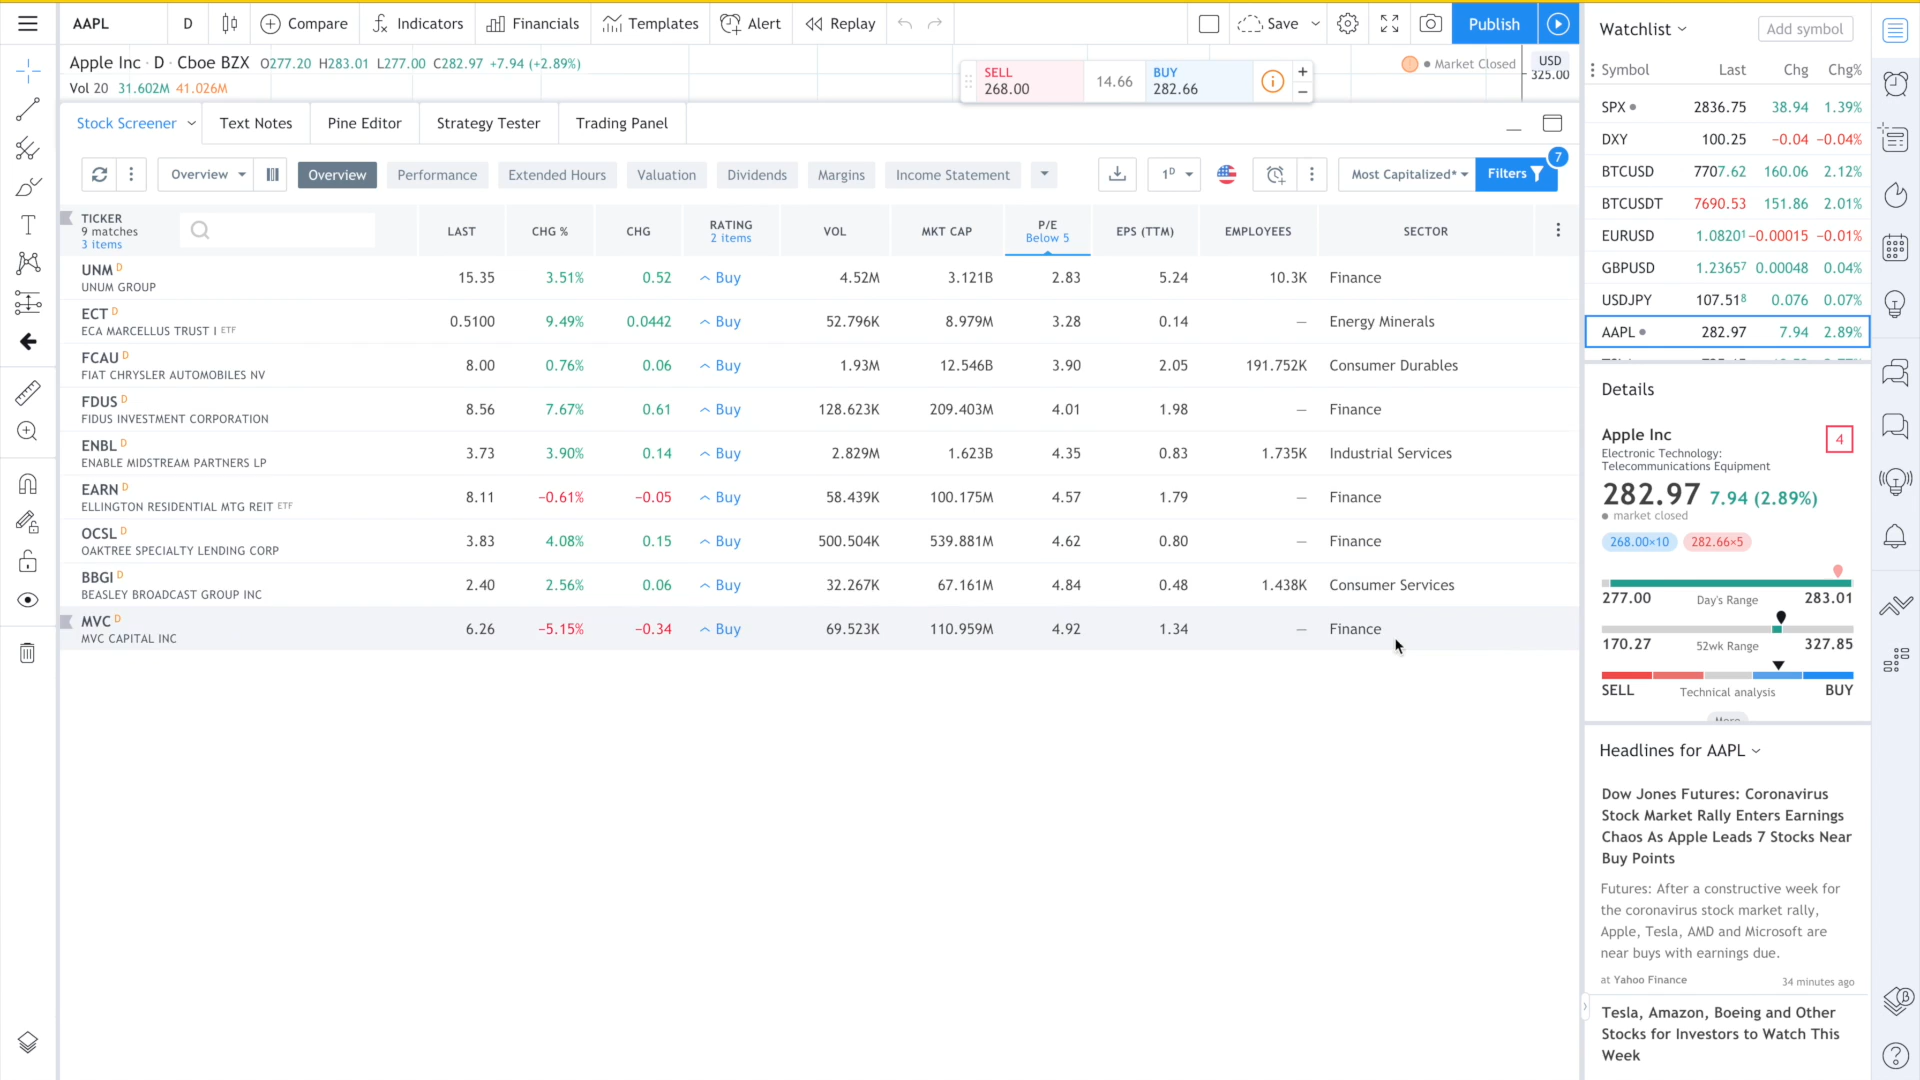 AAPL D Compare Indicators Financials Templates Alert Replay Save Publish
Apple Inc · D · Cboe BZX O277.20 H283.01 L277.00 C282.97 +7.94 (+2.89%)
Vol 20 31.602M 41.026M
SELL
268.00
14.66
BUY
282.66
Market Closed
USD
325.00
Stock Screener Text Notes Pine Editor Strategy Tester Trading Panel
Overview Overview Performance Extended Hours Valuation Dividends Margins Income Statement 1D Most Capitalized* Filters 7
TICKER
9 matches
3 items
LAST CHG % CHG RATING
2 items
VOL MKT CAP P/E
Below 5
EPS (TTM) EMPLOYEES SECTOR
UNM D 15.35 3.51% 0.52 Buy 4.52M 3.121B 2.83 5.24 10.3K Finance
UNUM GROUP
ECT D 0.5100 9.49% 0.0442 Buy 52.796K 8.979M 3.28 0.14 — Energy Minerals
ECA MARCELLUS TRUST I ETF
FCAU D 8.00 0.76% 0.06 Buy 1.93M 12.546B 3.90 2.05 191.752K Consumer Durables
FIAT CHRYSLER AUTOMOBILES NV
FDUS D 8.56 7.67% 0.61 Buy 128.623K 209.403M 4.01 1.98 — Finance
FIDUS INVESTMENT CORPORATION
ENBL D 3.73 3.90% 0.14 Buy 2.829M 1.623B 4.35 0.83 1.735K Industrial Services
ENABLE MIDSTREAM PARTNERS LP
EARN D 8.11 −0.61% −0.05 Buy 58.439K 100.175M 4.57 1.79 — Finance
ELLINGTON RESIDENTIAL MTG REIT ETF
OCSL D 3.83 4.08% 0.15 Buy 500.504K 539.881M 4.62 0.80 — Finance
OAKTREE SPECIALTY LENDING CORP
BBGI D 2.40 2.56% 0.06 Buy 32.267K 67.161M 4.84 0.48 1.438K Consumer Services
BEASLEY BROADCAST GROUP INC
MVC D 6.26 −5.15% −0.34 Buy 69.523K 110.959M 4.92 1.34 — Finance
MVC CAPITAL INC
Watchlist Add symbol
Symbol Last Chg Chg%
SPX 2836.75 38.94 1.39%
DXY 100.25 −0.04 −0.04%
BTCUSD 7707.62 160.06 2.12%
BTCUSDT 7690.53 151.86 2.01%
EURUSD 1.08201 −0.00015 −0.01%
GBPUSD 1.23657 0.00048 0.04%
USDJPY 107.518 0.076 0.07%
AAPL 282.97 7.94 2.89%
Details
Apple Inc 4
Electronic Technology:
Telecommunications Equipment
282.97 7.94 (2.89%)
market closed
268.00×10 282.66×5
277.00 Day's Range 283.01
170.27 52wk Range 327.85
SELL Technical analysis BUY
More
Headlines for AAPL
Dow Jones Futures: Coronavirus
Stock Market Rally Enters Earnings
Chaos As Apple Leads 7 Stocks Near
Buy Points
Futures: After a constructive week for
the coronavirus stock market rally,
Apple, Tesla, AMD and Microsoft are
near buys with earnings due.
at Yahoo Finance 34 minutes ago
Tesla, Amazon, Boeing and Other
Stocks for Investors to Watch This
Week